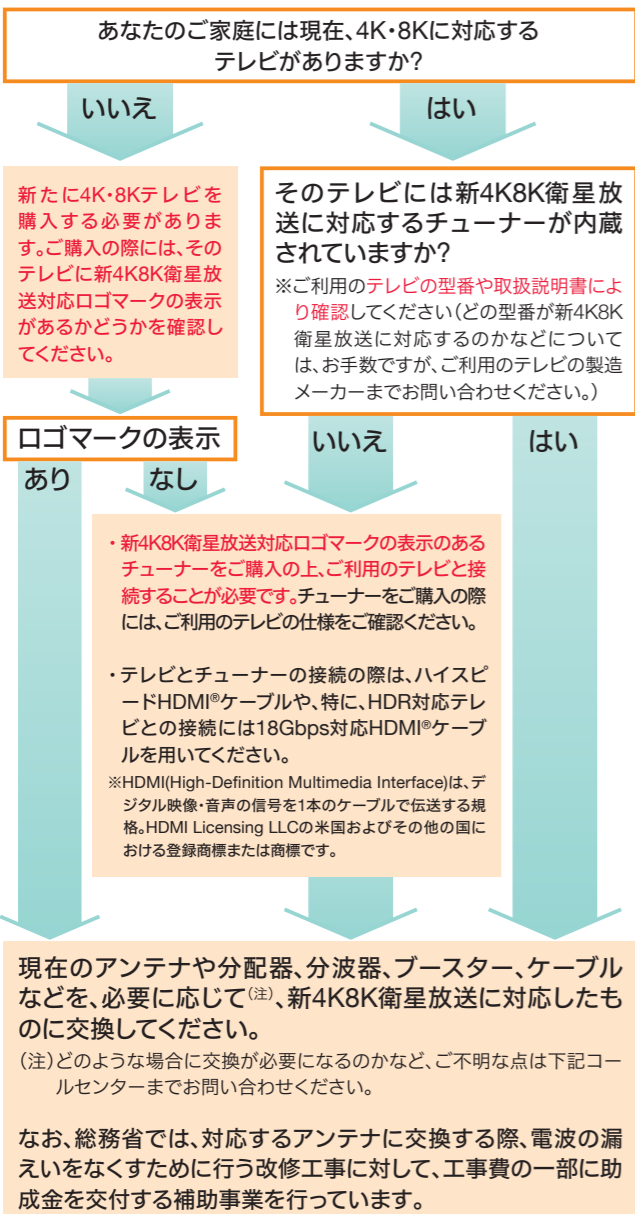 あなたのご家庭には現在、4K・8Kに対応する
テレビがありますか?
いいえ
はい
新たに4K・8Kテレビを
購入する必要がありま
す。ご購入の際には、その
テレビに新4K8K衛星放
送対応ロゴマークの表示
があるかどうかを確認し
てください。
そのテレビには新4K8K衛星放
送に対応するチューナーが内蔵
されていますか?
※ご利用のテレビの型番や取扱説明書によ
り確認してください(どの型番が新4K8K
衛星放送に対応するのかなどについて
は、お手数ですが、ご利用のテレビの製造
メーカーまでお問い合わせください。)
ロゴマークの表示
あり
なし
いいえ
はい
・新4K8K衛星放送対応ロゴマークの表示のある
チューナーをご購入の上、ご利用のテレビと接
続することが必要です。チューナーをご購入の際
には、ご利用のテレビの仕様をご確認ください。
・テレビとチューナーの接続の際は、ハイスピ
ードHDMI®ケーブルや、特に、HDR対応テレ
ビとの接続には18Gbps対応HDMI®ケーブ
ルを用いてください。
※HDMI(High-Definition Multimedia Interface)は、デ
ジタル映像・音声の信号を1本のケーブルで伝送する規
格。HDMI Licensing LLCの米国およびその他の国に
おける登録商標または商標です。
現在のアンテナや分配器、分波器、ブースター、ケーブル
などを、必要に応じて(注)、新4K8K衛星放送に対応したも
のに交換してください。
(注)どのような場合に交換が必要になるのかなど、ご不明な点は下記コー
ルセンターまでお問い合わせください。
なお、総務省では、対応するアンテナに交換する際、電波の漏
えいをなくすために行う改修工事に対して、工事費の一部に助
成金を交付する補助事業を行っています。